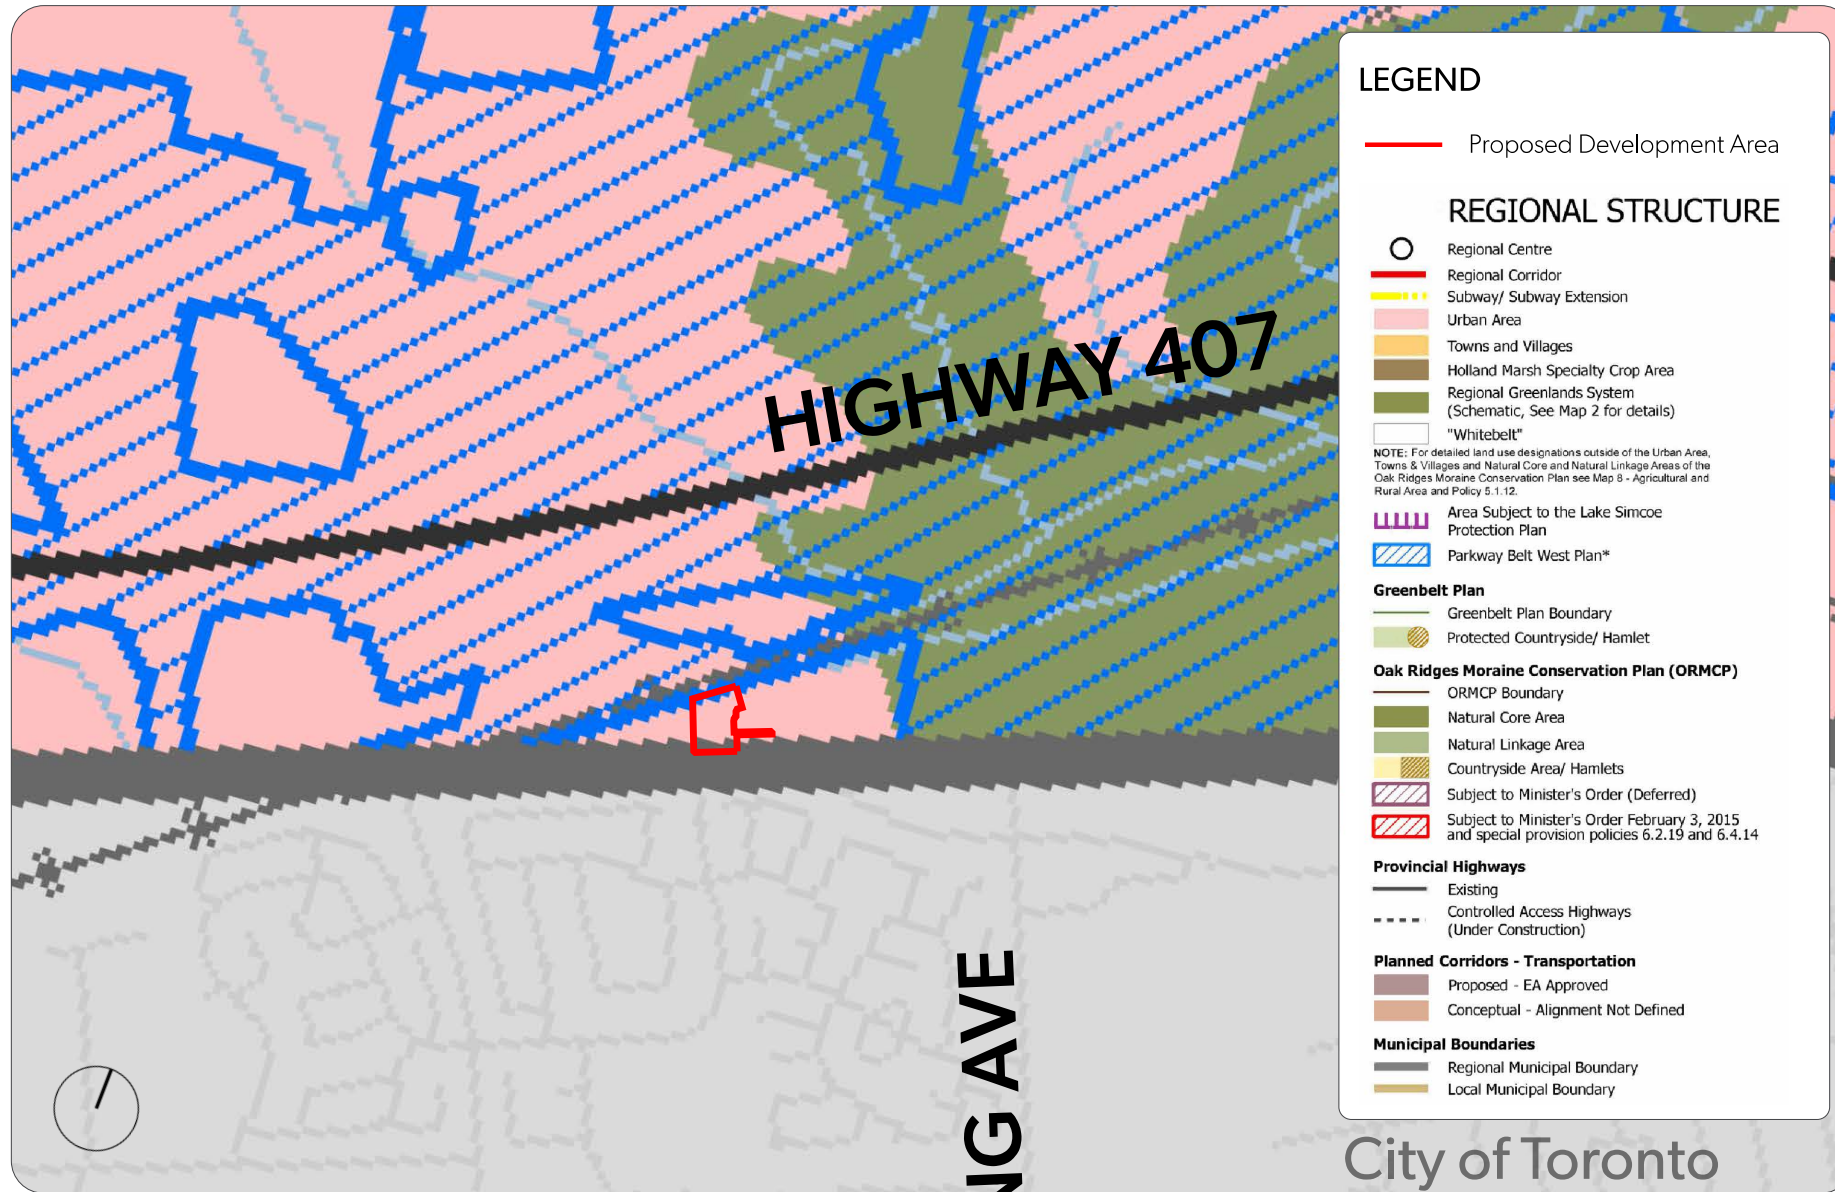 LEGEND
Proposed Development Area
REGIONAL STRUCTURE
Regional Centre
Regional Corridor
Subway/ Subway Extension
Urban Area
Towns and Villages
Holland Marsh Specialty Crop Area
Regional Greenlands System
(Schematic, See Map 2 for details)
"Whitebelt"
NOTE: For detailed land use designations outside of the Urban Area,
Towns & Villages and Natural Core and Natural Linkage Areas of the
Oak Ridges Moraine Conservation Plan see Map 8 - Agricultural and
Rural Area and Policy 5.1.12.
Area Subject to the Lake Simcoe
Protection Plan
Parkway Belt West Plan*
Greenbelt Plan
Greenbelt Plan Boundary
Protected Countryside/ Hamlet
Oak Ridges Moraine Conservation Plan (ORMCP)
ORMCP Boundary
Natural Core Area
Natural Linkage Area
Countryside Area/ Hamlets
Subject to Minister's Order (Deferred)
Subject to Minister's Order February 3, 2015
and special provision policies 6.2.19 and 6.4.14
Provincial Highways
Existing
Controlled Access Highways
(Under Construction)
Planned Corridors - Transportation
Proposed - EA Approved
Conceptual - Alignment Not Defined
Municipal Boundaries
Regional Municipal Boundary
Local Municipal Boundary
HIGHWAY 407
NG AVE
City of Toronto